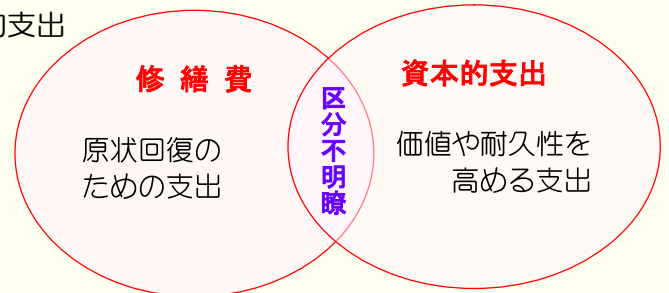 的支出
修 繕 費
原状回復の
ための支出
区分不明瞭
資本的支出
価値や耐久性を
高める支出